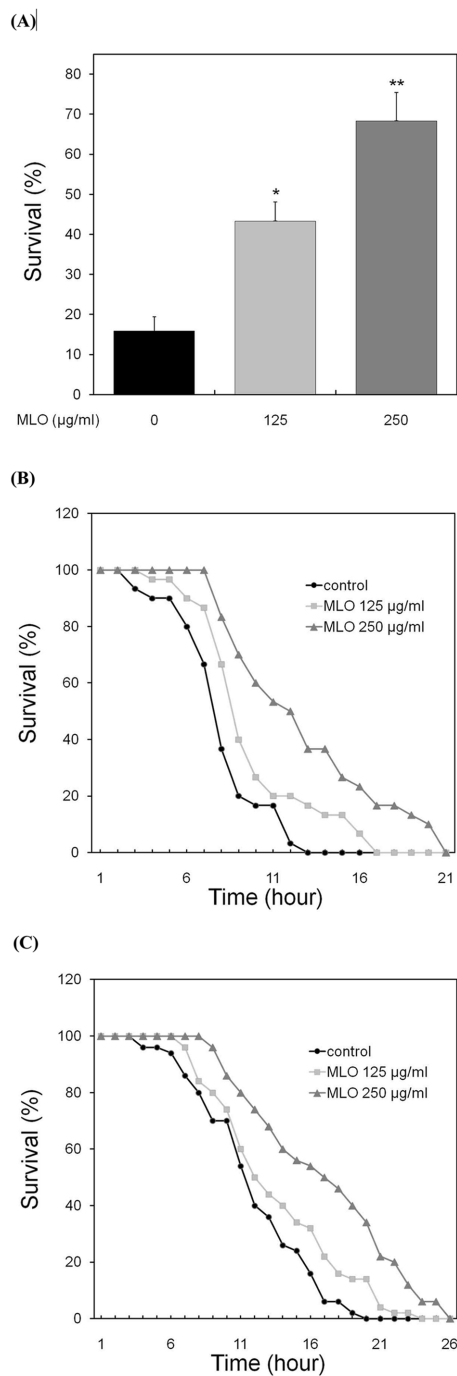 (A)
80
70
60
50
40
30
20
10
0
Survival (%)
*
**
MLO (µg/ml) 0 125 250
(B)
120
100
80
60
40
20
0
Survival (%)
control
MLO 125 µg/ml
MLO 250 µg/ml
1 6 11 16 21
Time (hour)
(C)
120
100
80
60
40
20
0
Survival (%)
control
MLO 125 µg/ml
MLO 250 µg/ml
1 6 11 16 21 26
Time (hour)